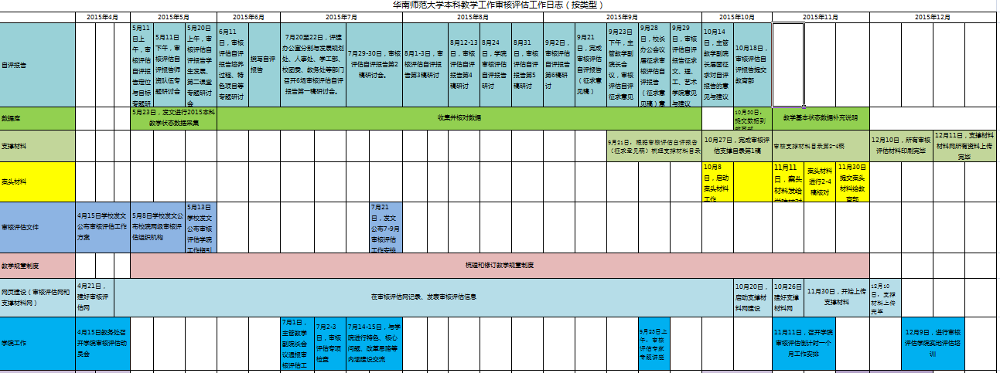 华南师范大学本科教学工作审核评估工作日志（按类型）
2015年4月
2015年5月
2015年6月
2015年7月
2015年8月
2015年9月
2015年10月
2015年11月
2015年12月
自评报告
5月11
日上
午，审
核评估
自评报
告定位
与目标
专题研
5月11日
下午，审
核评估自
评报告师
资队伍专
题研讨会
5月20日
上午，审
核评估自
评报告学
生发展、
第二课堂
专题研讨
会
6月11
日，审核
评估自评
报告培养
过程、特
色项目等
专题研讨
撰写自评
报告
7月20至22日，评建
办公室分别与发展规划
处、人事处、学工部、
校团委、教务处等部门
召开6场审核评估自评
报告第一稿研讨会。
7月29-30日，审核
评估自评报告第2
稿研讨会。
8月1-3日，审核评
估自评报告第3稿研讨
8月12-13
日，审核评
估自评报告
第4稿研讨
8月24
日，学院
审核评估
自评报告
研讨
8月31
日，审核
评估自评
报告第5
稿研讨
9月2日，
审核评估
自评报告
第6稿研
讨
9月21
日，完成
审核评估
自评报告
（征求意
见稿）
9月23日
下午，主
管教学副
院长会
议，审核
评估自评
征求意见
9月28
日，校长
办公会议
层征求审
核评估自
评报告
（征求意
见稿）意
9月29日
，审核评
估自评报
告征求
文、理、
工、艺术
学院意见
与建议
10月14
日，主管
教学副院
长层面征
求对自评
报告的意
见与建议
10月18日，
审核评估自
评报告提交
教育部
数据库
5月23日，发文进行2015本科
教学状态数据采集
收集并核对数据
10月30日，
提交数据到
教育部
教学基本状态数据补充说明
支撑材料
9月21日，根据审核评估自评报告
（征求意见稿）梳理支撑材料目录
10月27日，完成审核评
估支撑目录第1稿
审核支撑材料目录第2-4稿
12月10日，所有审核
评估材料印刷完毕
12月11日，支撑材料
材料网所有资料上传
完毕
案头材料
10月8
日，启动
案头材料
工作
11月11
日，案头
材料发给
案头材料
进行2-4
稿核对
11月30日
提交案头
材料给教
育部
审核评估文件
4月15日学校发文
公布审核评估工作
方案
5月8日学校发文公
布校院两级审核评
估组织机构
5月13日
学校发文
公布审核
评估学院
工作指引
7月21
日，发文
公布7-9月
审核评估
工作安排
教学规章制度
梳理和修订教学规章制度
网页建设（审核评估网和
支撑材料网）
4月21日，
建好审核评
估网
在审核评估网记录、发表审核评估信息
10月20日，
启动支撑材
料网建设
10月26日
建好支撑
材料网
11月30日，开始上传
支撑材料
12月10
日，支撑
材料上传
完毕
学院工作
4月15日教务处召
开学院审核评估动
员会
7月1日，
主管教学
副院长会
议通报审
核评估工
7月2-3
日，审核
评估专项
检查
7月14-15日，与学
院进行特色、核心
问题、改革思路等
内涵建设交流
9月25日上
午，审核
评估专家
专题讲座
11月11日，召开学院
审核评估倒计时一个
月工作安排
12月9日，进行审核
评估学院实地评估培
训